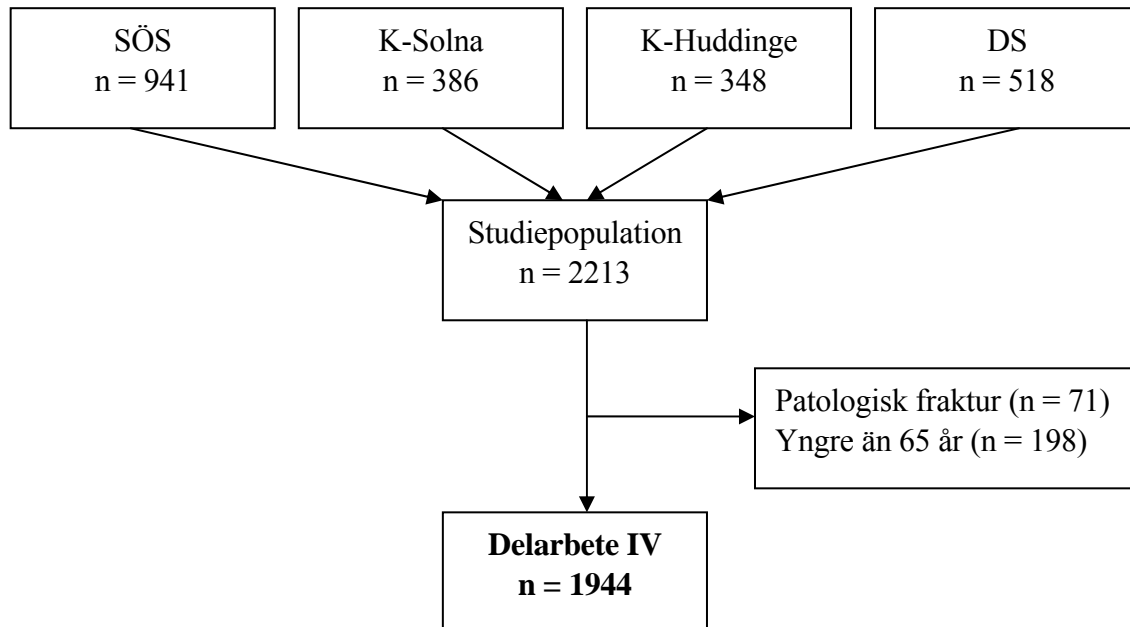 SÖS
n = 941
K-Solna
n = 386
K-Huddinge
n = 348
DS
n = 518
Studiepopulation
n = 2213
Patologisk fraktur (n = 71)
Yngre än 65 år (n = 198)
Delarbete IV
n = 1944